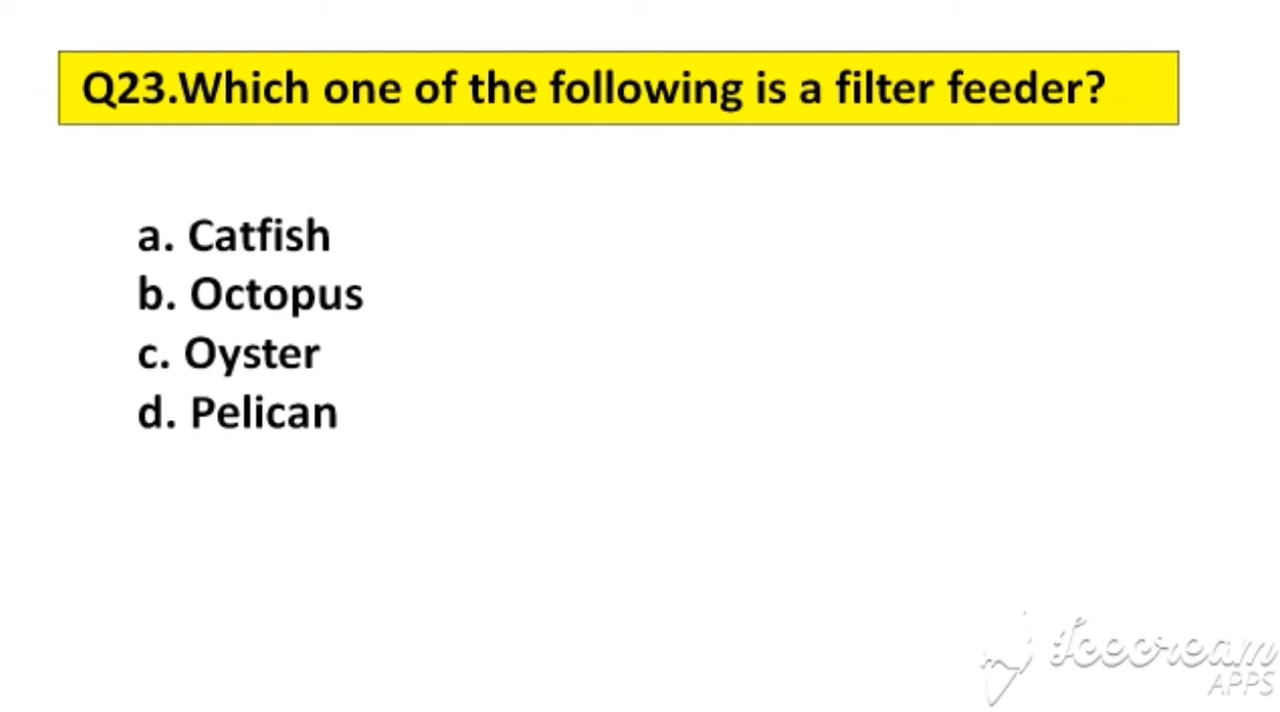 Q23.Which one of the following is a filter feeder?
a. Catfish
b. Octopus
c. Oyster
d. Pelican
Icecream
APPS